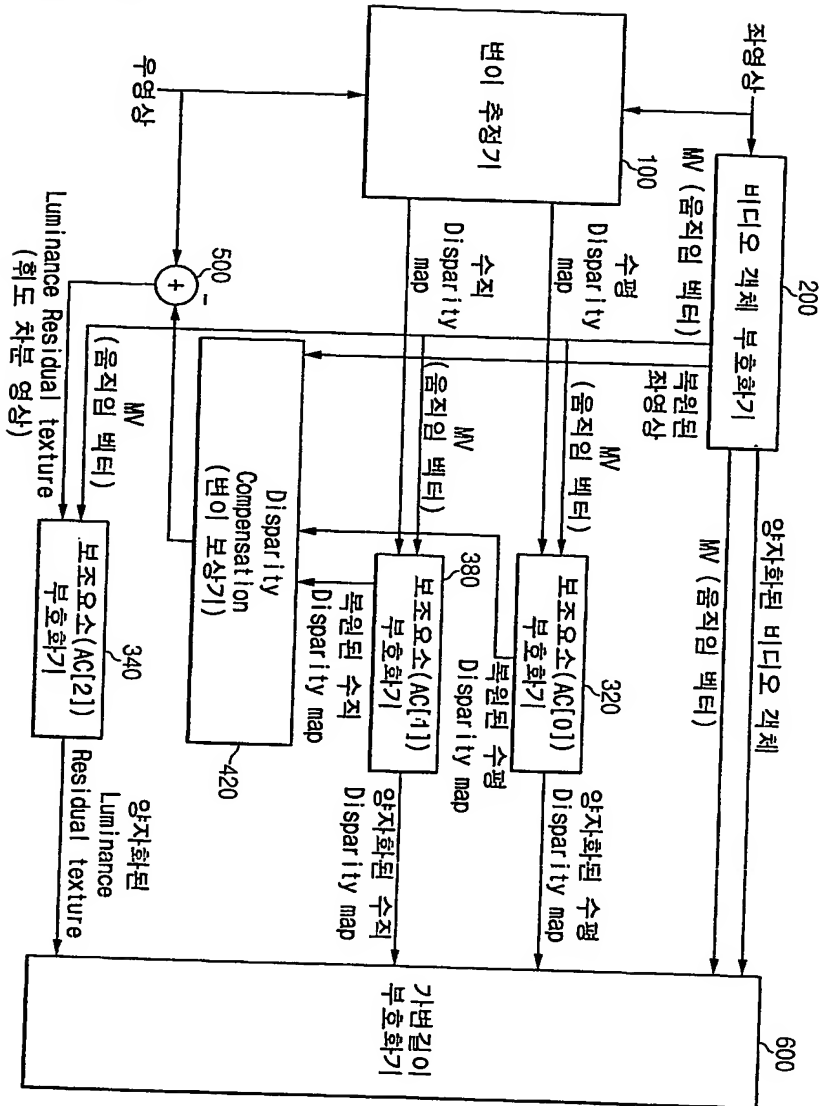 좌영상
우영상
변이 추정기
100
비디오 객체 부호화기
200
MV (움직임 벡터)
복원된
좌영상
양자화된 비디오 객체
MV (움직임 벡터)
수평
Disparity
map
수직
Disparity
map
MV
(움직임 벡터)
MV
(움직임 벡터)
보조요소(AC[0])
부호화기
320
보조요소(AC[1])
부호화기
380
복원된 수평
Disparity map
복원된 수직
Disparity map
양자화된 수평
Disparity map
양자화된 수직
Disparity map
Disparity
Compensation
(변이 보상기)
420
500
+
-
Luminance Residual texture
(휘도 차분 영상)
MV
(움직임 벡터)
보조요소(AC[2])
부호화기
340
양자화된
Luminance
Residual texture
가변길이
부호화기
600